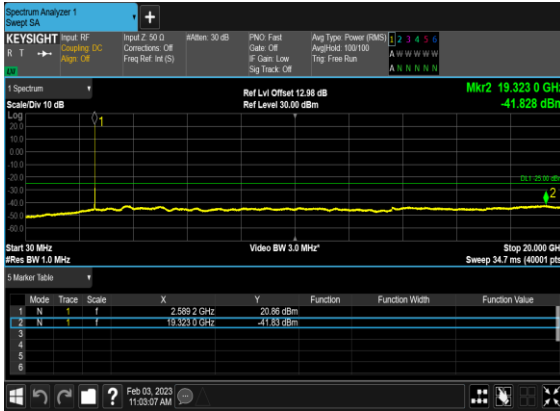 Spectrum Analyzer 1
Swept SA
+
KEYSIGHT Input: RF Input Z: 50 Ω #Atten: 30 dB PNO: Fast Avg Type: Power (RMS) 1 2 3 4 5 6
R T Coupling: DC Corrections: Off Gate: Off Avg|Hold: 100/100 A W W W W W
Align: Off Freq Ref: Int (S) IF Gain: Low Trig: Free Run
Sig Track: Off A N N N N N
1 Spectrum
Ref Lvl Offset 12.98 dB Mkr2 19.323 0 GHz
Scale/Div 10 dB Ref Level 30.00 dBm -41.828 dBm
Log
1
20.0
10.0
0.00
-10.0
-20.0 DL1 -25.00 dBm
-30.0 2
-40.0
-50.0
-60.0
Start 30 MHz Video BW 3.0 MHz* Stop 20.000 GHz
#Res BW 1.0 MHz Sweep 34.7 ms (40001 pts)
5 Marker Table
Mode Trace Scale X Y Function Function Width Function Value
1 N 1 f 2.589 2 GHz 20.86 dBm
2 N 1 f 19.323 0 GHz -41.83 dBm
3
4
5
6
? Feb 03, 2023
11:03:07 AM